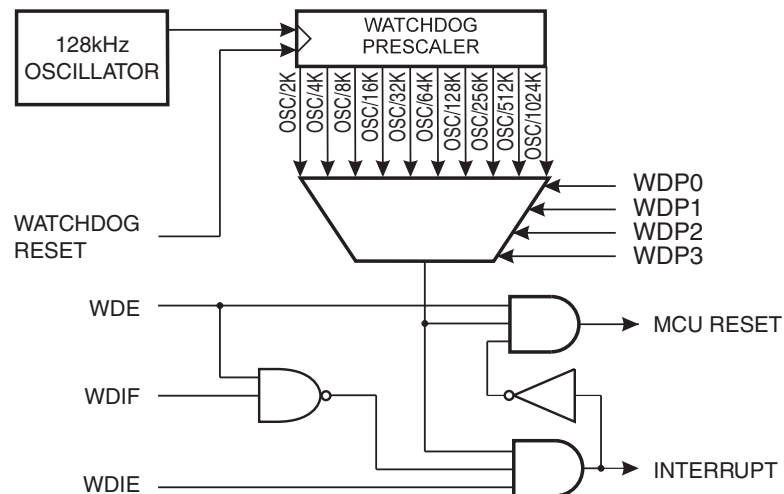 128kHz
OSCILLATOR
WATCHDOG
PRESCALER
OSC/2K
OSC/4K
OSC/8K
OSC/16K
OSC/32K
OSC/64K
OSC/128K
OSC/256K
OSC/512K
OSC/1024K
WDP0
WDP1
WDP2
WDP3
WATCHDOG
RESET
WDE
MCU RESET
WDIF
INTERRUPT
WDIE